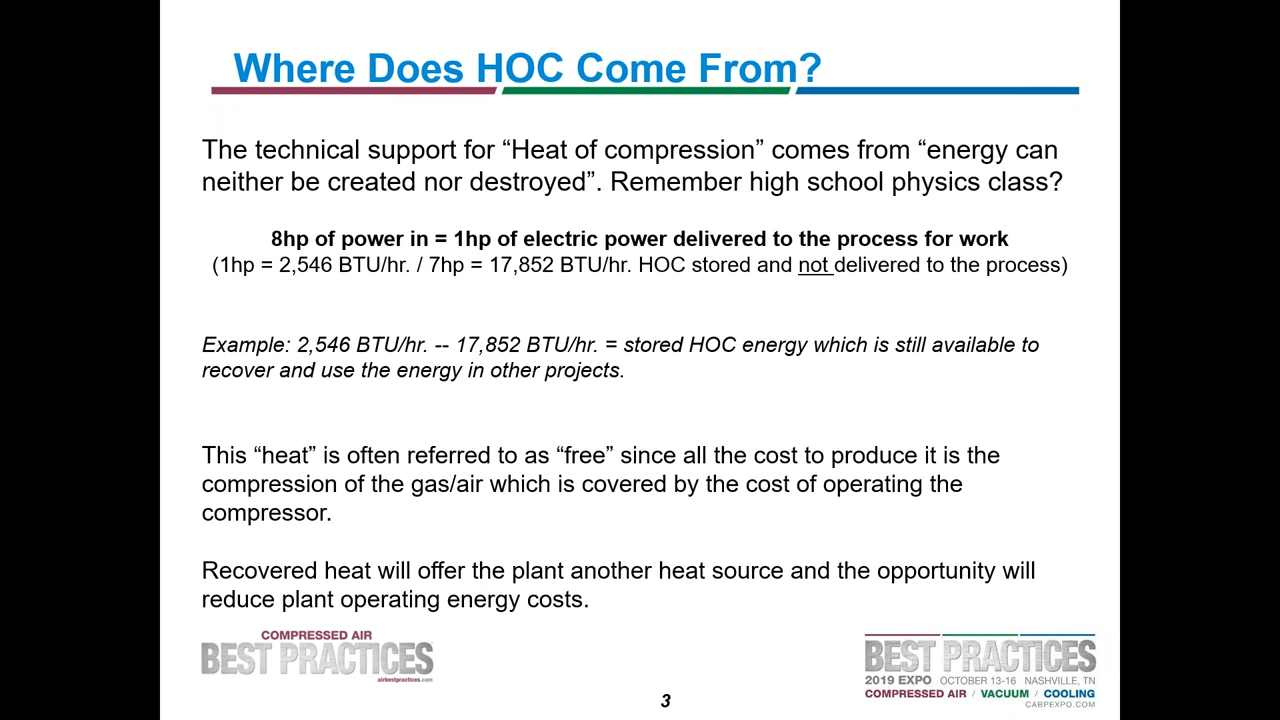 Where Does HOC Come From?
The technical support for “Heat of compression” comes from “energy can
neither be created nor destroyed”. Remember high school physics class?
8hp of power in = 1hp of electric power delivered to the process for work
(1hp = 2,546 BTU/hr. / 7hp = 17,852 BTU/hr. HOC stored and not delivered to the process)
Example: 2,546 BTU/hr. -- 17,852 BTU/hr. = stored HOC energy which is still available to
recover and use the energy in other projects.
This “heat” is often referred to as “free” since all the cost to produce it is the
compression of the gas/air which is covered by the cost of operating the
compressor.
Recovered heat will offer the plant another heat source and the opportunity will
reduce plant operating energy costs.
COMPRESSED AIR
BEST PRACTICES
airbestpractices.com
3
BEST PRACTICES
2019 EXPO OCTOBER 13-16 NASHVILLE, TN
COMPRESSED AIR / VACUUM / COOLING
CABPEXPO.COM